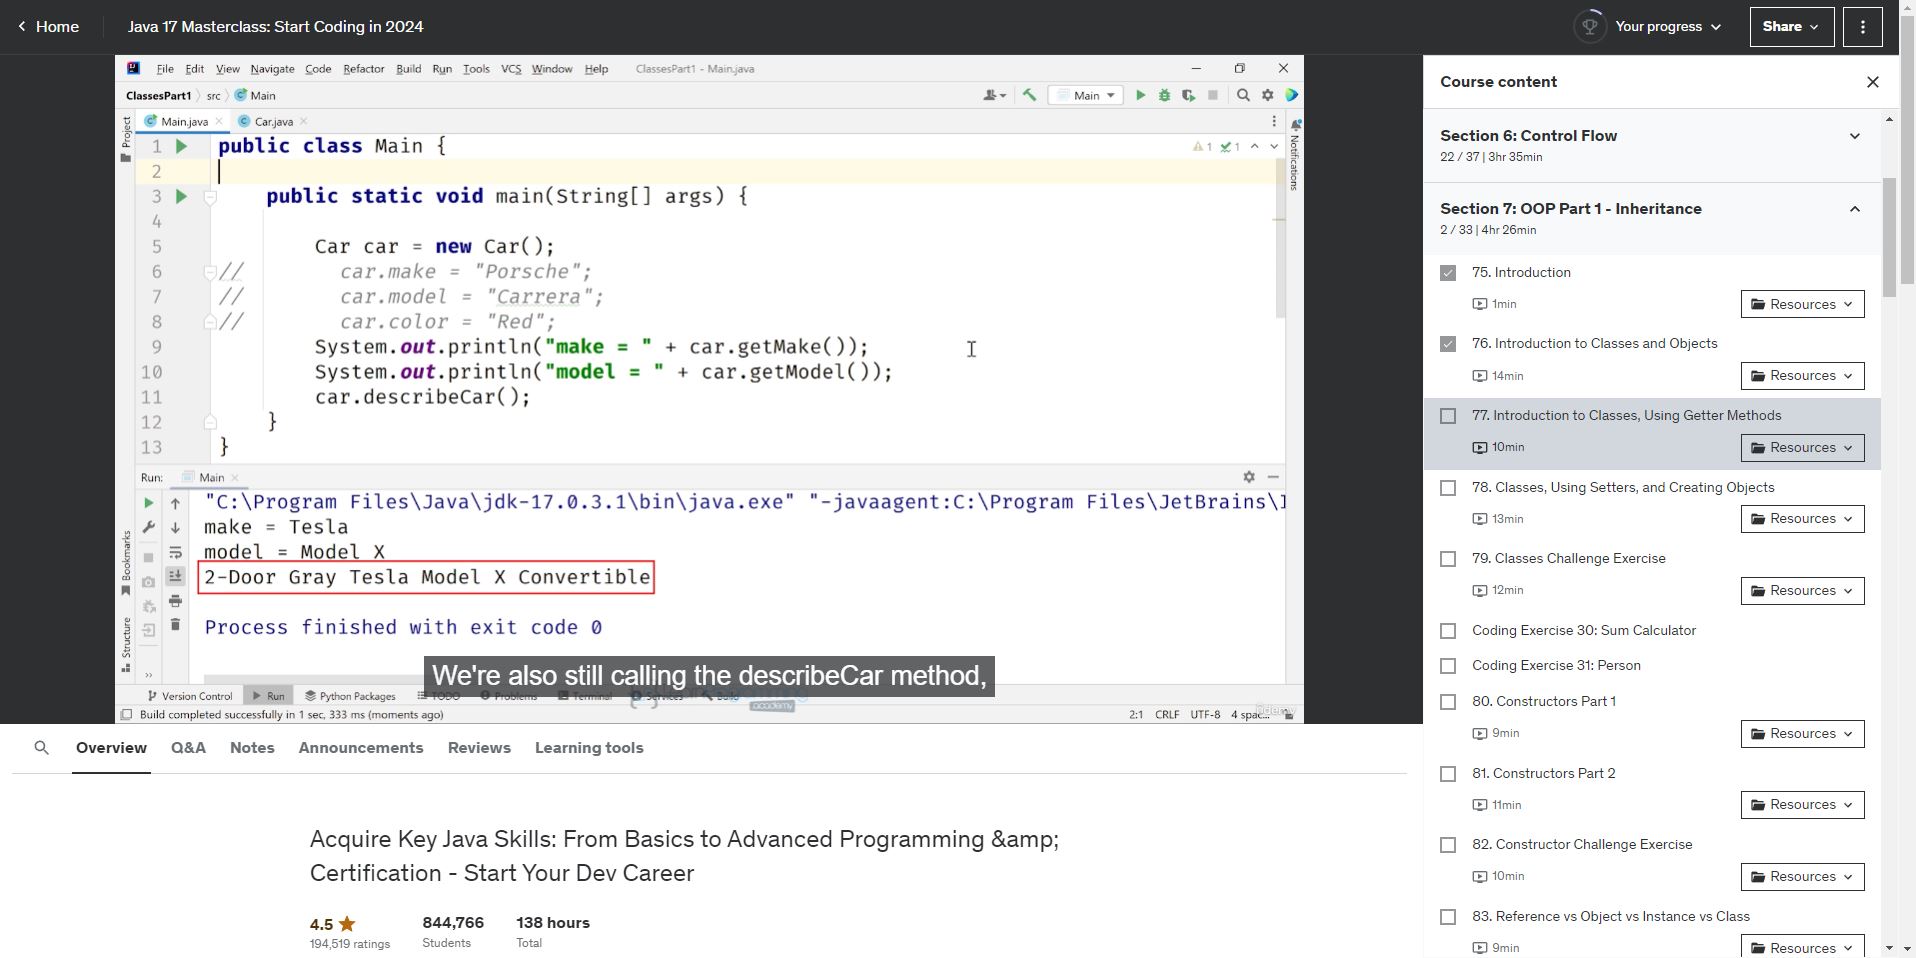 Home
Java 17 Masterclass: Start Coding in 2024
Your progress
Share
File Edit View Navigate Code Refactor Build Run Tools VCS Window Help ClassesPart1 - Main.java
ClassesPart1 src Main
Main
Main.java Car.java
Project
Notifications
1 public class Main {
1 1
2
3 public static void main(String[] args) {
4
5 Car car = new Car();
6 // car.make = "Porsche";
7 // car.model = "Carrera";
8 // car.color = "Red";
9 System.out.println("make = " + car.getMake());
10 System.out.println("model = " + car.getModel());
11 car.describeCar();
12 }
13 }
Run: Main
"C:\Program Files\Java\jdk-17.0.3.1\bin\java.exe" "-javaagent:C:\Program Files\JetBrains\
make = Tesla
model = Model X
2-Door Gray Tesla Model X Convertible
Process finished with exit code 0
Bookmarks
Structure
We're also still calling the describeCar method,
Version Control Run Python Packages TODO Problems Terminal Services Build
academy
Build completed successfully in 1 sec, 333 ms (moments ago)
2:1 CRLF UTF-8 4 spac...
udemy
Course content
Section 6: Control Flow
22 / 37 | 3hr 35min
Section 7: OOP Part 1 - Inheritance
2 / 33 | 4hr 26min
75. Introduction
1min
Resources
76. Introduction to Classes and Objects
14min
Resources
77. Introduction to Classes, Using Getter Methods
10min
Resources
78. Classes, Using Setters, and Creating Objects
13min
Resources
79. Classes Challenge Exercise
12min
Resources
Coding Exercise 30: Sum Calculator
Coding Exercise 31: Person
80. Constructors Part 1
9min
Resources
81. Constructors Part 2
11min
Resources
82. Constructor Challenge Exercise
10min
Resources
83. Reference vs Object vs Instance vs Class
9min
Resources
Overview Q&A Notes Announcements Reviews Learning tools
Acquire Key Java Skills: From Basics to Advanced Programming &amp;
Certification - Start Your Dev Career
4.5 844,766 138 hours
194,519 ratings Students Total